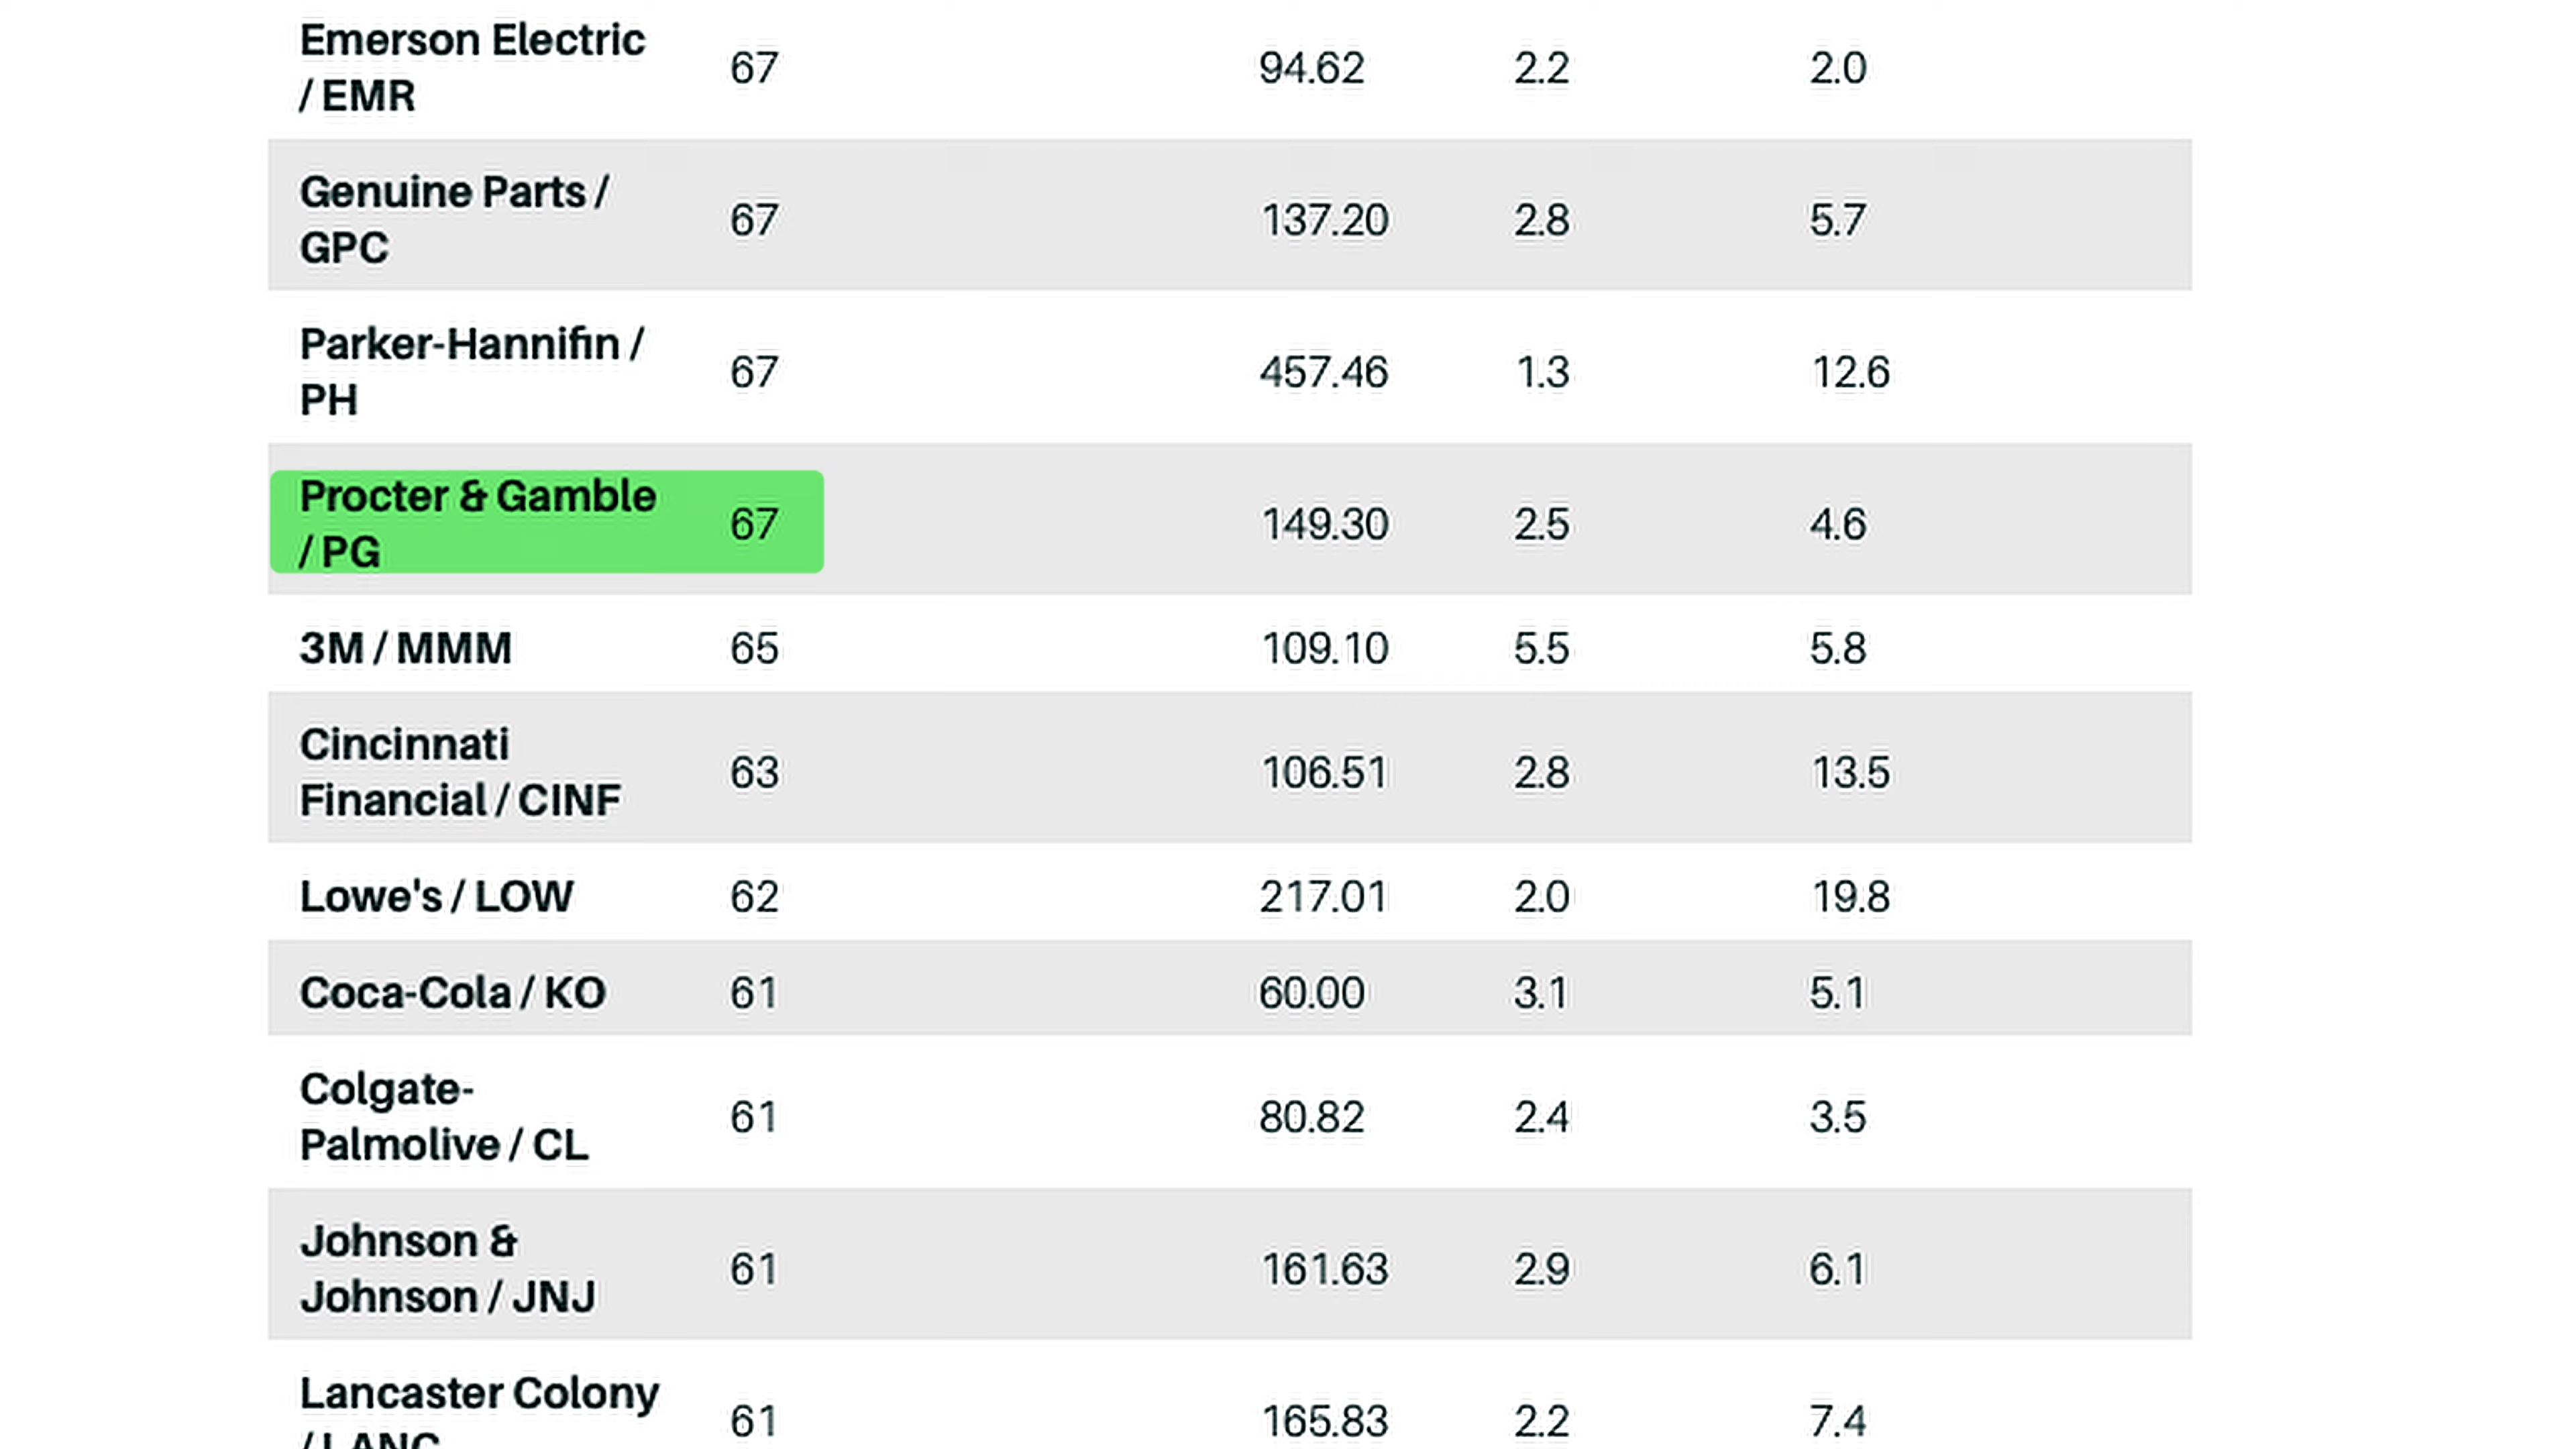 Emerson Electric
/ EMR
67 94.62 2.2 2.0
Genuine Parts /
GPC
67 137.20 2.8 5.7
Parker-Hannifin /
PH
67 457.46 1.3 12.6
Procter & Gamble
/ PG
67 149.30 2.5 4.6
3M / MMM 65 109.10 5.5 5.8
Cincinnati
Financial / CINF
63 106.51 2.8 13.5
Lowe's / LOW 62 217.01 2.0 19.8
Coca-Cola / KO 61 60.00 3.1 5.1
Colgate-
Palmolive / CL
61 80.82 2.4 3.5
Johnson &
Johnson / JNJ
61 161.63 2.9 6.1
Lancaster Colony
/ LANC
61 165.83 2.2 7.4